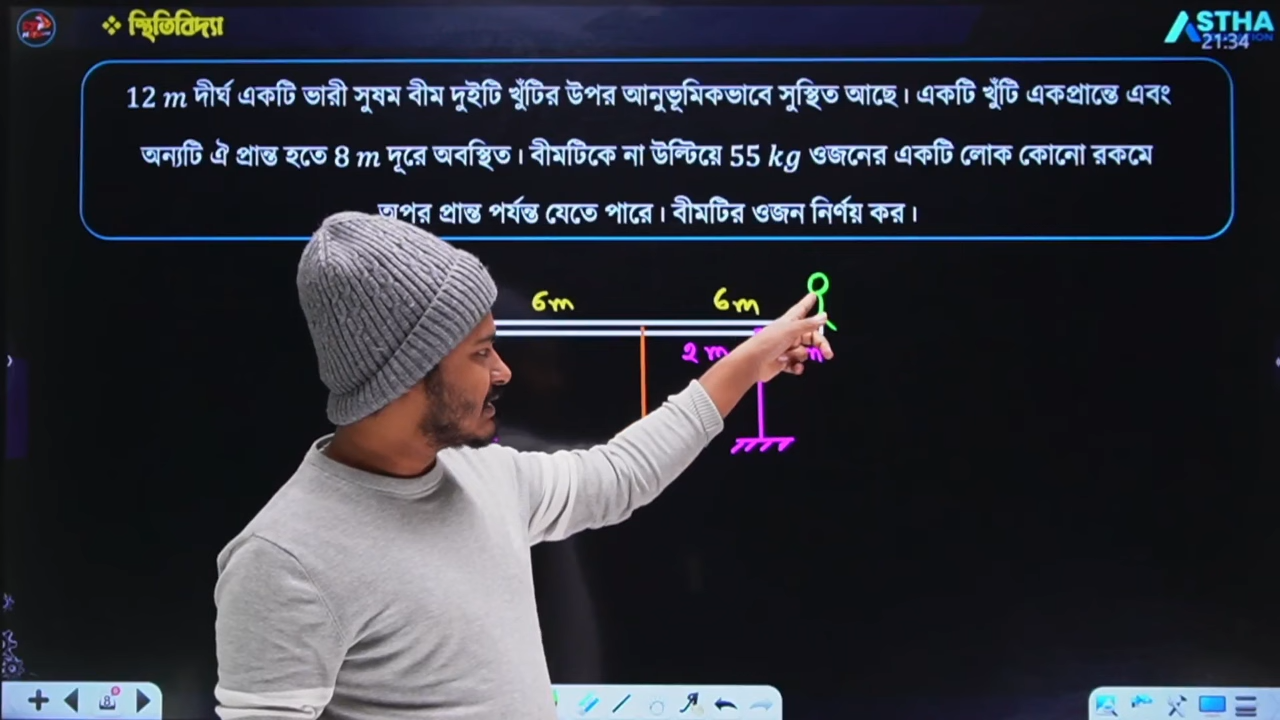 ❖ স্থিতিবিদ্যা
ASTHA
21:34
12 m দীর্ঘ একটি ভারী সুষম বীম দুইটি খুঁটির উপর আনুভূমিকভাবে সুস্থিত আছে। একটি খুঁটি একপ্রান্তে এবং
অন্যটি ঐ প্রান্ত হতে 8 m দূরে অবস্থিত। বীমটিকে না উল্টিয়ে 55 kg ওজনের একটি লোক কোনো রকমে
অপর প্রান্ত পর্যন্ত যেতে পারে। বীমটির ওজন নির্ণয় কর।
6m 6m
2m